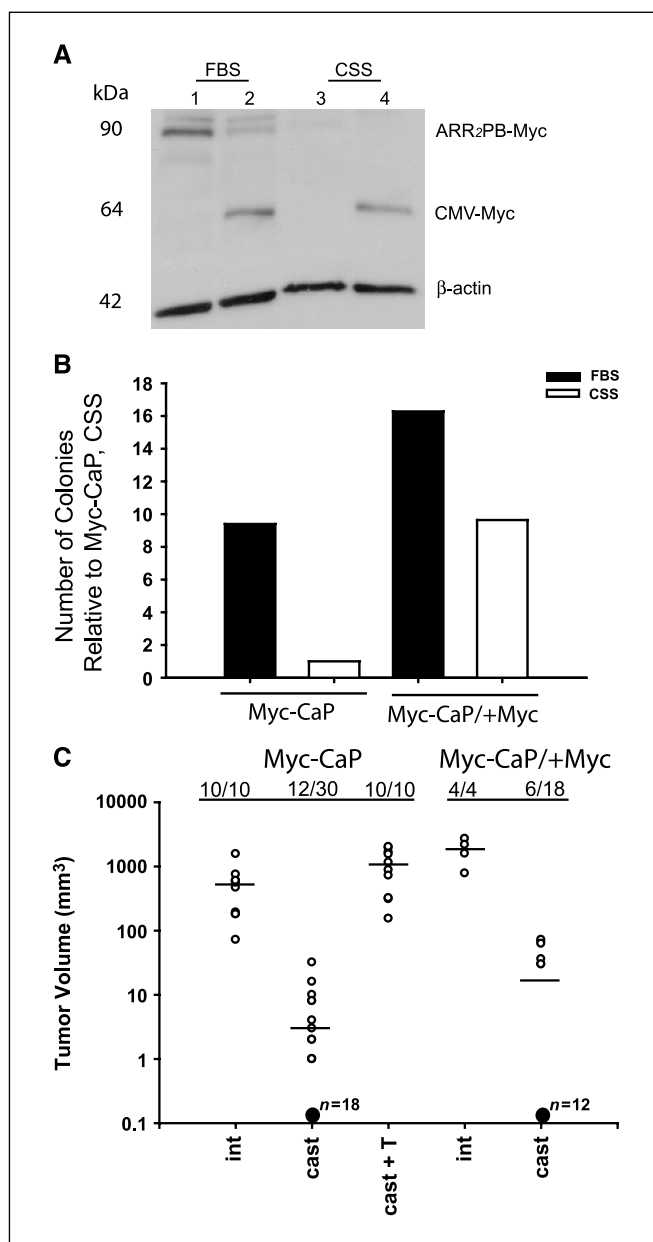 A
FBS CSS
kDa 1 2 3 4
90 ARR₂PB-Myc
64 CMV-Myc
42 β-actin
B
18
16
14
12
10
8
6
4
2
0
Number of Colonies
Relative to Myc-CaP, CSS
FBS
CSS
Myc-CaP Myc-CaP/+Myc
C
Myc-CaP Myc-CaP/+Myc
10/10 12/30 10/10 4/4 6/18
10000
1000
100
10
1
0.1
Tumor Volume (mm³)
n=18 n=12
int cast cast + T int cast